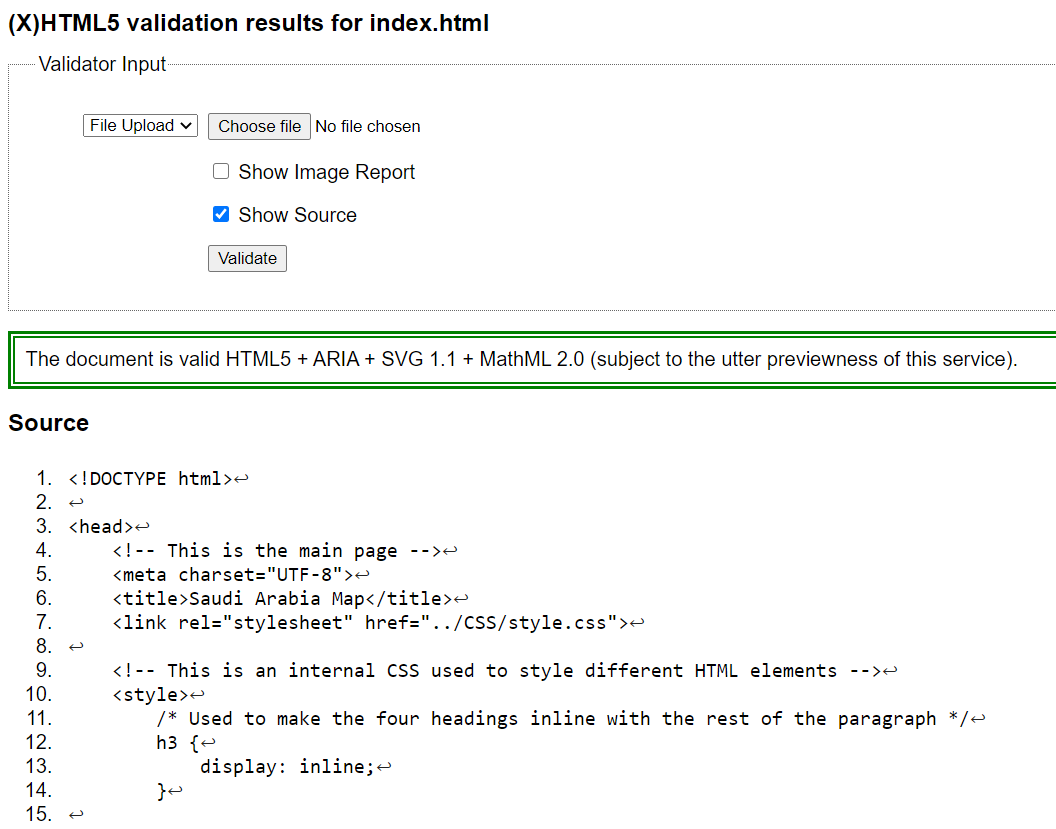 (X)HTML5 validation results for index.html
Validator Input
File Upload Choose file No file chosen
Show Image Report
Show Source
Validate
The document is valid HTML5 + ARIA + SVG 1.1 + MathML 2.0 (subject to the utter previewness of this service).
Source
1. <!DOCTYPE html>↩
2. ↩
3. <head>↩
4. <!-- This is the main page -->↩
5. <meta charset="UTF-8">↩
6. <title>Saudi Arabia Map</title>↩
7. <link rel="stylesheet" href="../CSS/style.css">↩
8. ↩
9. <!-- This is an internal CSS used to style different HTML elements -->↩
10. <style>↩
11. /* Used to make the four headings inline with the rest of the paragraph */↩
12. h3 {↩
13. display: inline;↩
14. }↩
15. ↩